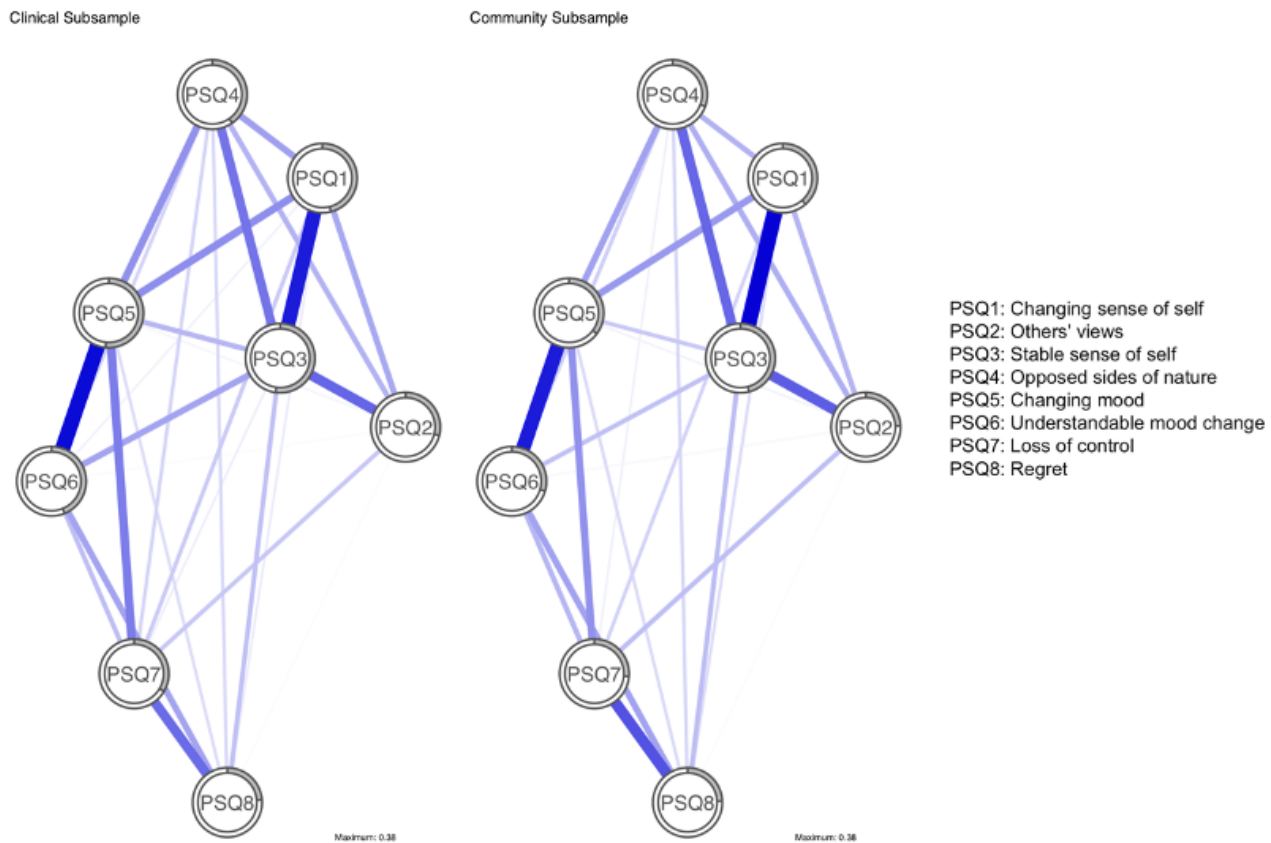 Clinical Subsample
Community Subsample
PSQ4
PSQ1
PSQ5
PSQ3
PSQ2
PSQ6
PSQ7
PSQ8
Maximum: 0.38
PSQ4
PSQ1
PSQ5
PSQ3
PSQ2
PSQ6
PSQ7
PSQ8
Maximum: 0.38
PSQ1: Changing sense of self
PSQ2: Others' views
PSQ3: Stable sense of self
PSQ4: Opposed sides of nature
PSQ5: Changing mood
PSQ6: Understandable mood change
PSQ7: Loss of control
PSQ8: Regret